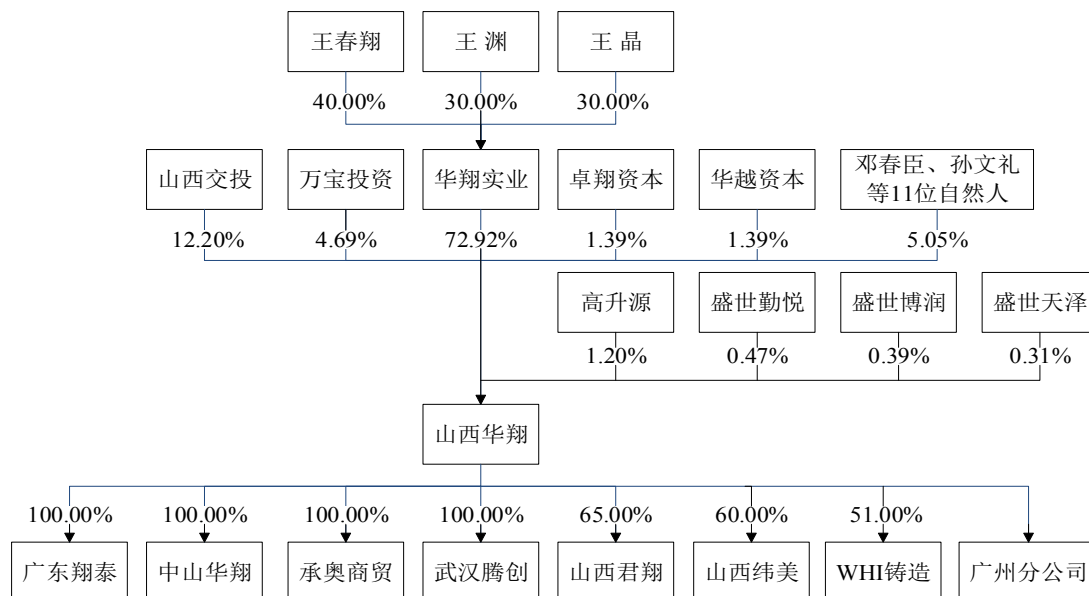 王春翔
王 渊
王 晶
40.00%
30.00%
30.00%
山西交投
万宝投资
华翔实业
卓翔资本
华越资本
邓春臣、孙文礼
等11位自然人
12.20%
4.69%
72.92%
1.39%
1.39%
5.05%
高升源
盛世勤悦
盛世博润
盛世天泽
1.20%
0.47%
0.39%
0.31%
山西华翔
100.00%
100.00%
100.00%
100.00%
65.00%
60.00%
51.00%
广东翔泰
中山华翔
承奥商贸
武汉腾创
山西君翔
山西纬美
WHI铸造
广州分公司